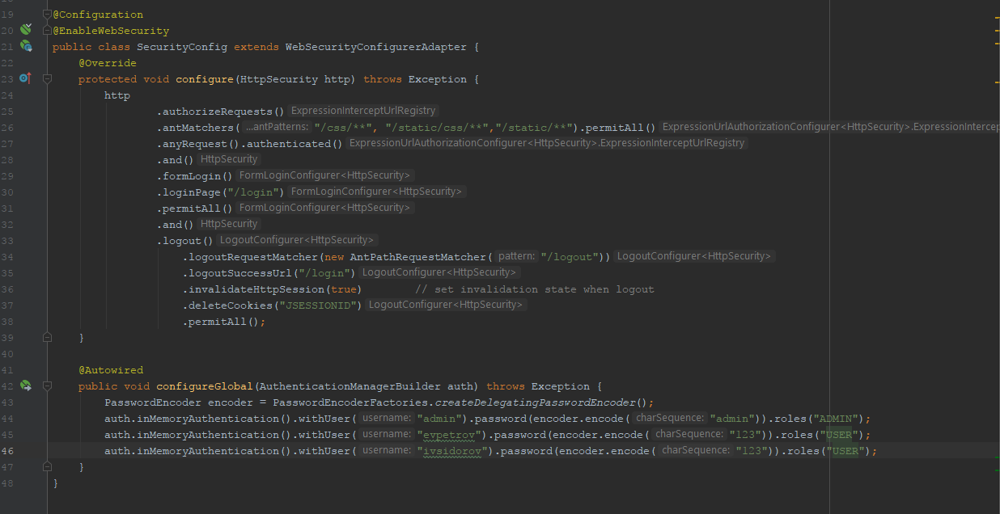 19 @Configuration
20 @EnableWebSecurity
21 public class SecurityConfig extends WebSecurityConfigurerAdapter {
22 @Override
23 protected void configure(HttpSecurity http) throws Exception {
24 http
25 .authorizeRequests() ExpressionInterceptUrlRegistry
26 .antMatchers( ...antPatterns: "/css/**", "/static/css/**","/static/**").permitAll() ExpressionUrlAuthorizationConfigurer<HttpSecurity>.ExpressionIntercep
27 .anyRequest().authenticated() ExpressionUrlAuthorizationConfigurer<HttpSecurity>.ExpressionInterceptUrlRegistry
28 .and() HttpSecurity
29 .formLogin() FormLoginConfigurer<HttpSecurity>
30 .loginPage("/login") FormLoginConfigurer<HttpSecurity>
31 .permitAll() FormLoginConfigurer<HttpSecurity>
32 .and() HttpSecurity
33 .logout() LogoutConfigurer<HttpSecurity>
34 .logoutRequestMatcher(new AntPathRequestMatcher( pattern: "/logout")) LogoutConfigurer<HttpSecurity>
35 .logoutSuccessUrl("/login") LogoutConfigurer<HttpSecurity>
36 .invalidateHttpSession(true) // set invalidation state when logout
37 .deleteCookies("JSESSIONID") LogoutConfigurer<HttpSecurity>
38 .permitAll();
39 }
40
41 @Autowired
42 public void configureGlobal(AuthenticationManagerBuilder auth) throws Exception {
43 PasswordEncoder encoder = PasswordEncoderFactories.createDelegatingPasswordEncoder();
44 auth.inMemoryAuthentication().withUser( username: "admin").password(encoder.encode( charSequence: "admin")).roles("ADMIN");
45 auth.inMemoryAuthentication().withUser( username: "evpetrov").password(encoder.encode( charSequence: "123")).roles("USER");
46 auth.inMemoryAuthentication().withUser( username: "ivsidorov").password(encoder.encode( charSequence: "123")).roles("USER");
47 }
48 }